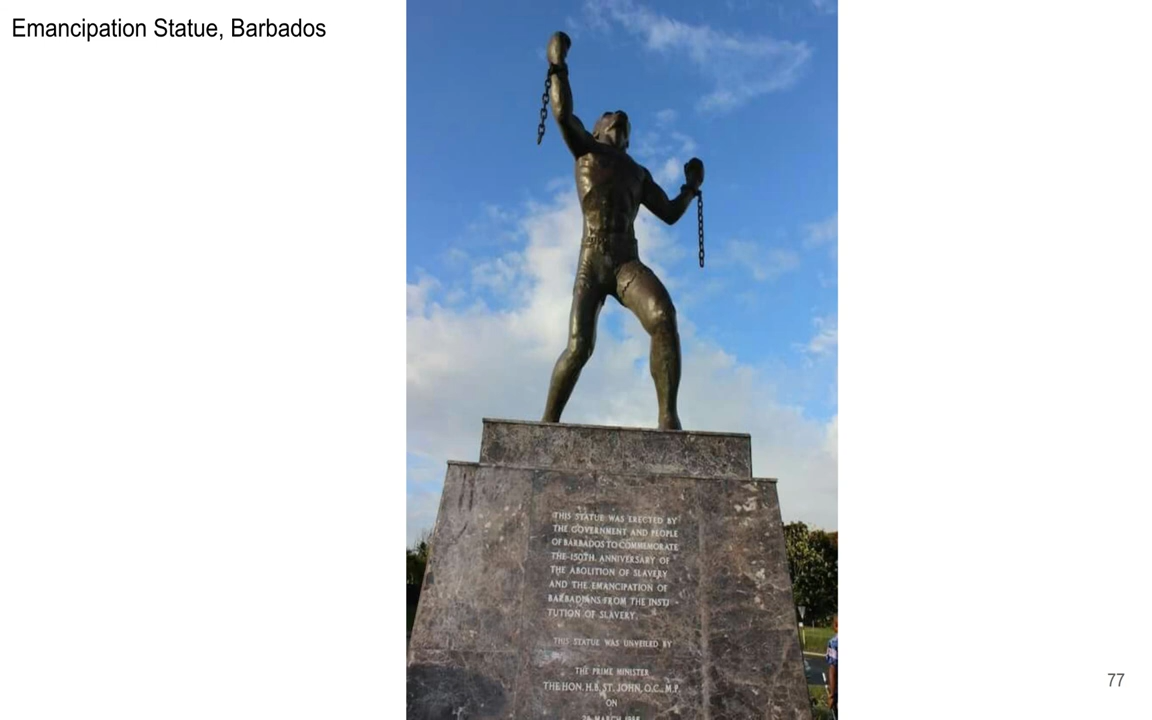 Emancipation Statue, Barbados
THIS STATUE WAS ERECTED BY
THE GOVERNMENT AND PEOPLE
OF BARBADOS TO COMMEMORATE
THE 150TH. ANNIVERSARY OF
THE ABOLITION OF SLAVERY
AND THE EMANCIPATION OF
BARBADIANS FROM THE INSTI -
TUTION OF SLAVERY.
THIS STATUE WAS UNVEILED BY
THE PRIME MINISTER
THE HON. H.B. ST. JOHN, Q.C., M.P.
ON
MARCH
77